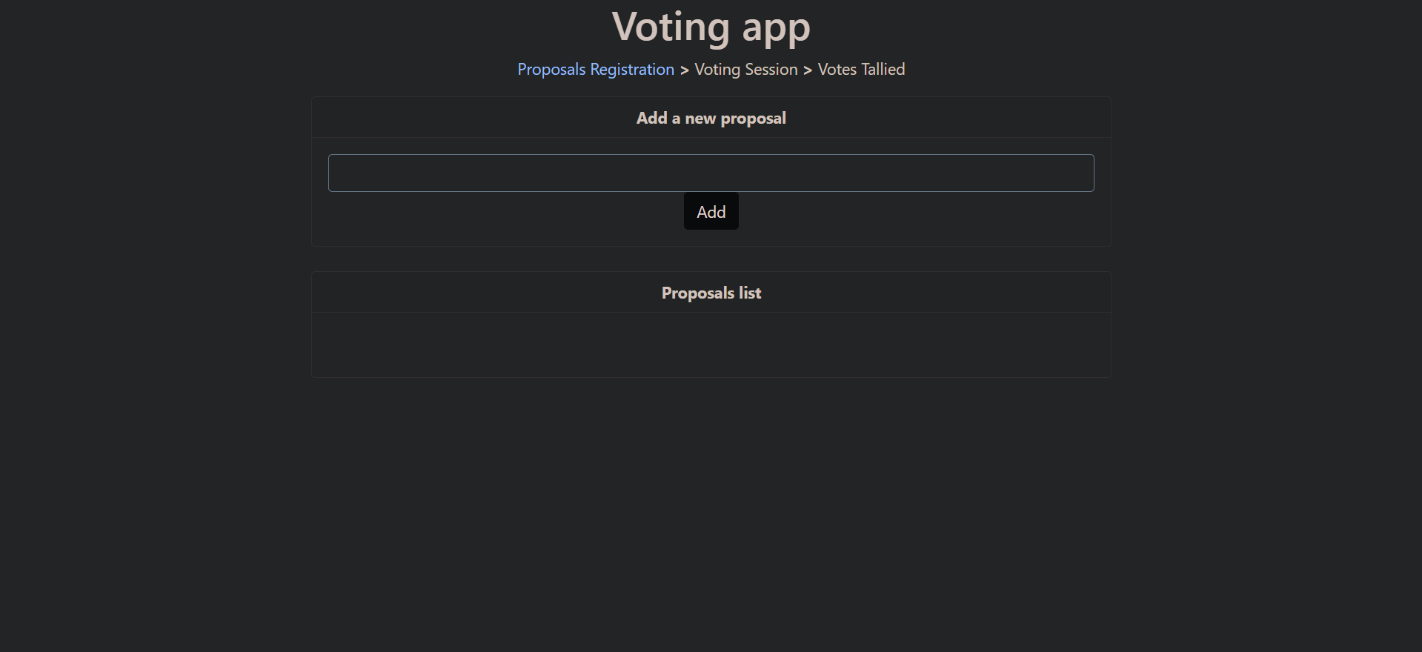 Voting app
Proposals Registration > Voting Session > Votes Tallied
Add a new proposal
Add
Proposals list